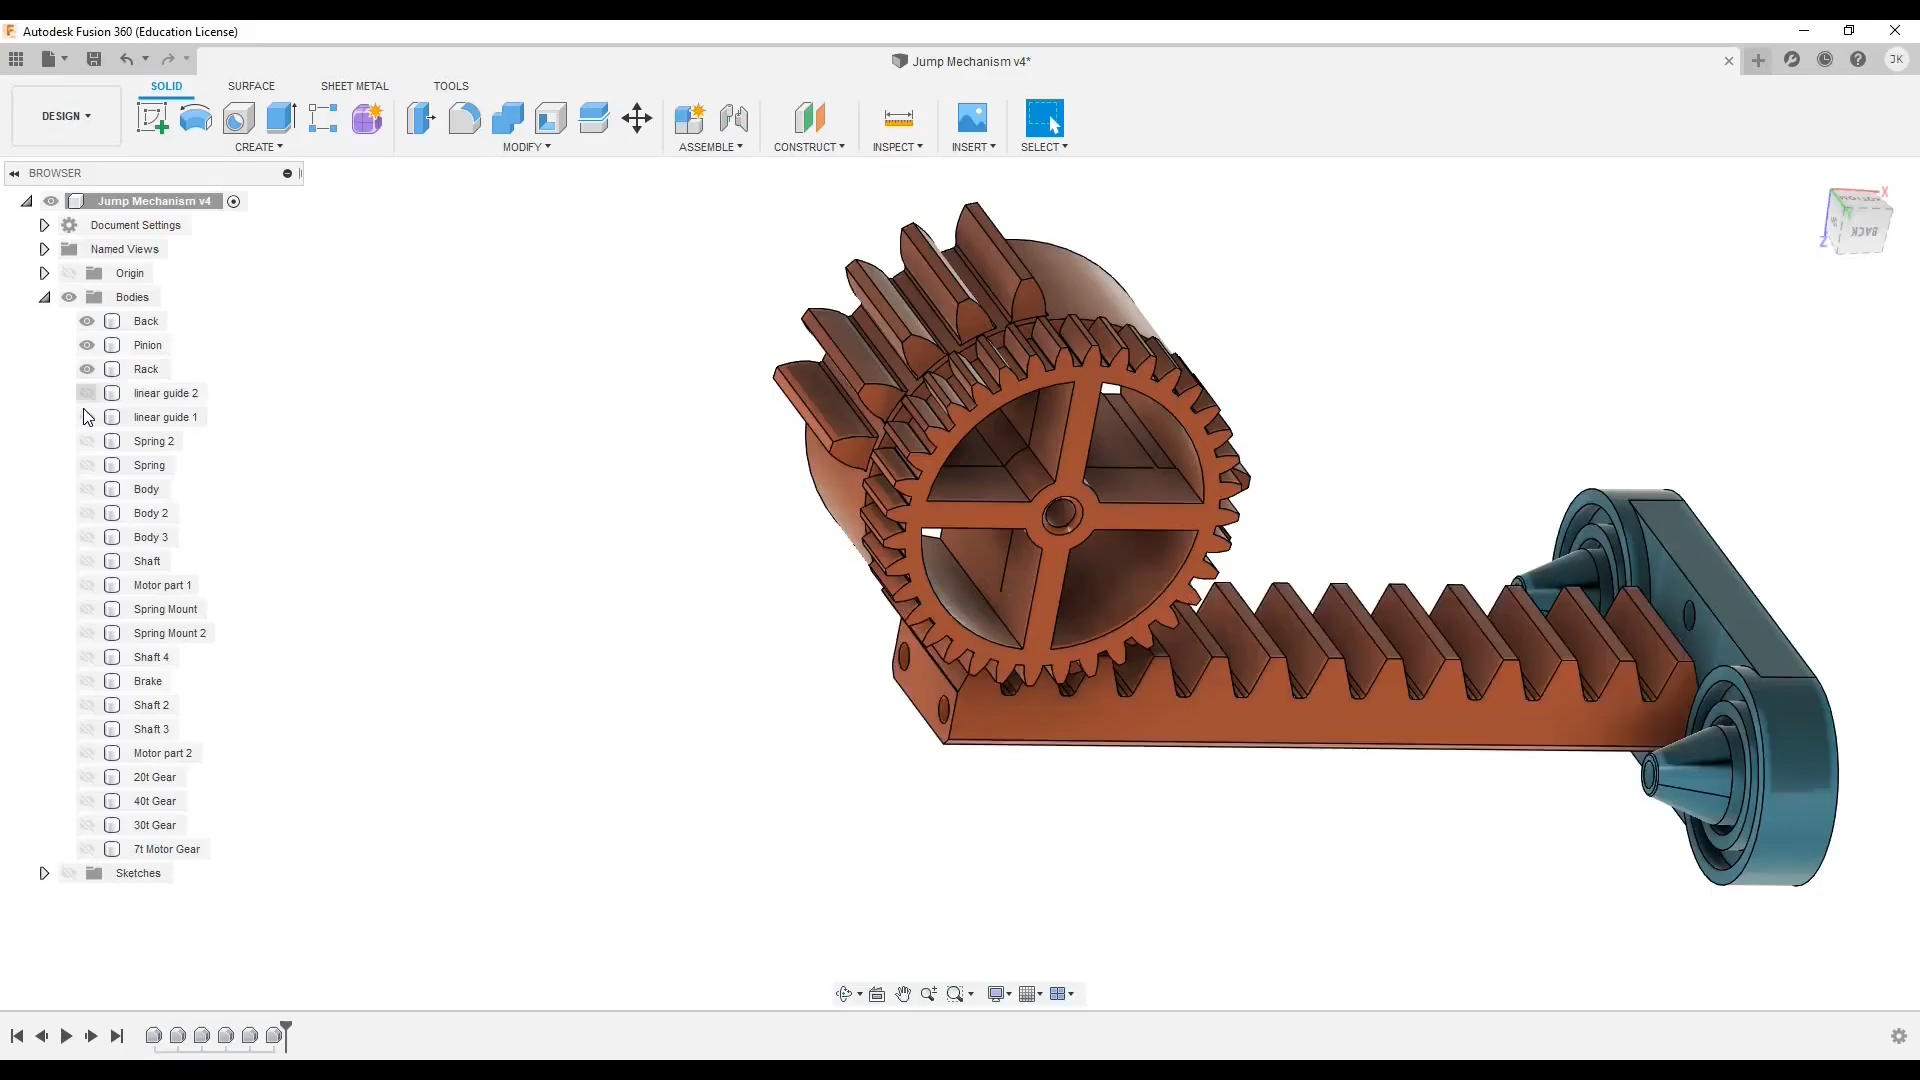 Autodesk Fusion 360 (Education License)
Jump Mechanism v4*
JK
SOLID SURFACE SHEET METAL TOOLS
DESIGN
CREATE MODIFY ASSEMBLE CONSTRUCT INSPECT INSERT SELECT
BROWSER
Jump Mechanism v4
Document Settings
Named Views
Origin
Bodies
Back
Pinion
Rack
linear guide 2
linear guide 1
Spring 2
Spring
Body
Body 2
Body 3
Shaft
Motor part 1
Spring Mount
Spring Mount 2
Shaft 4
Brake
Shaft 2
Shaft 3
Motor part 2
20t Gear
40t Gear
30t Gear
7t Motor Gear
Sketches
X
BOTTOM
BACK
Z